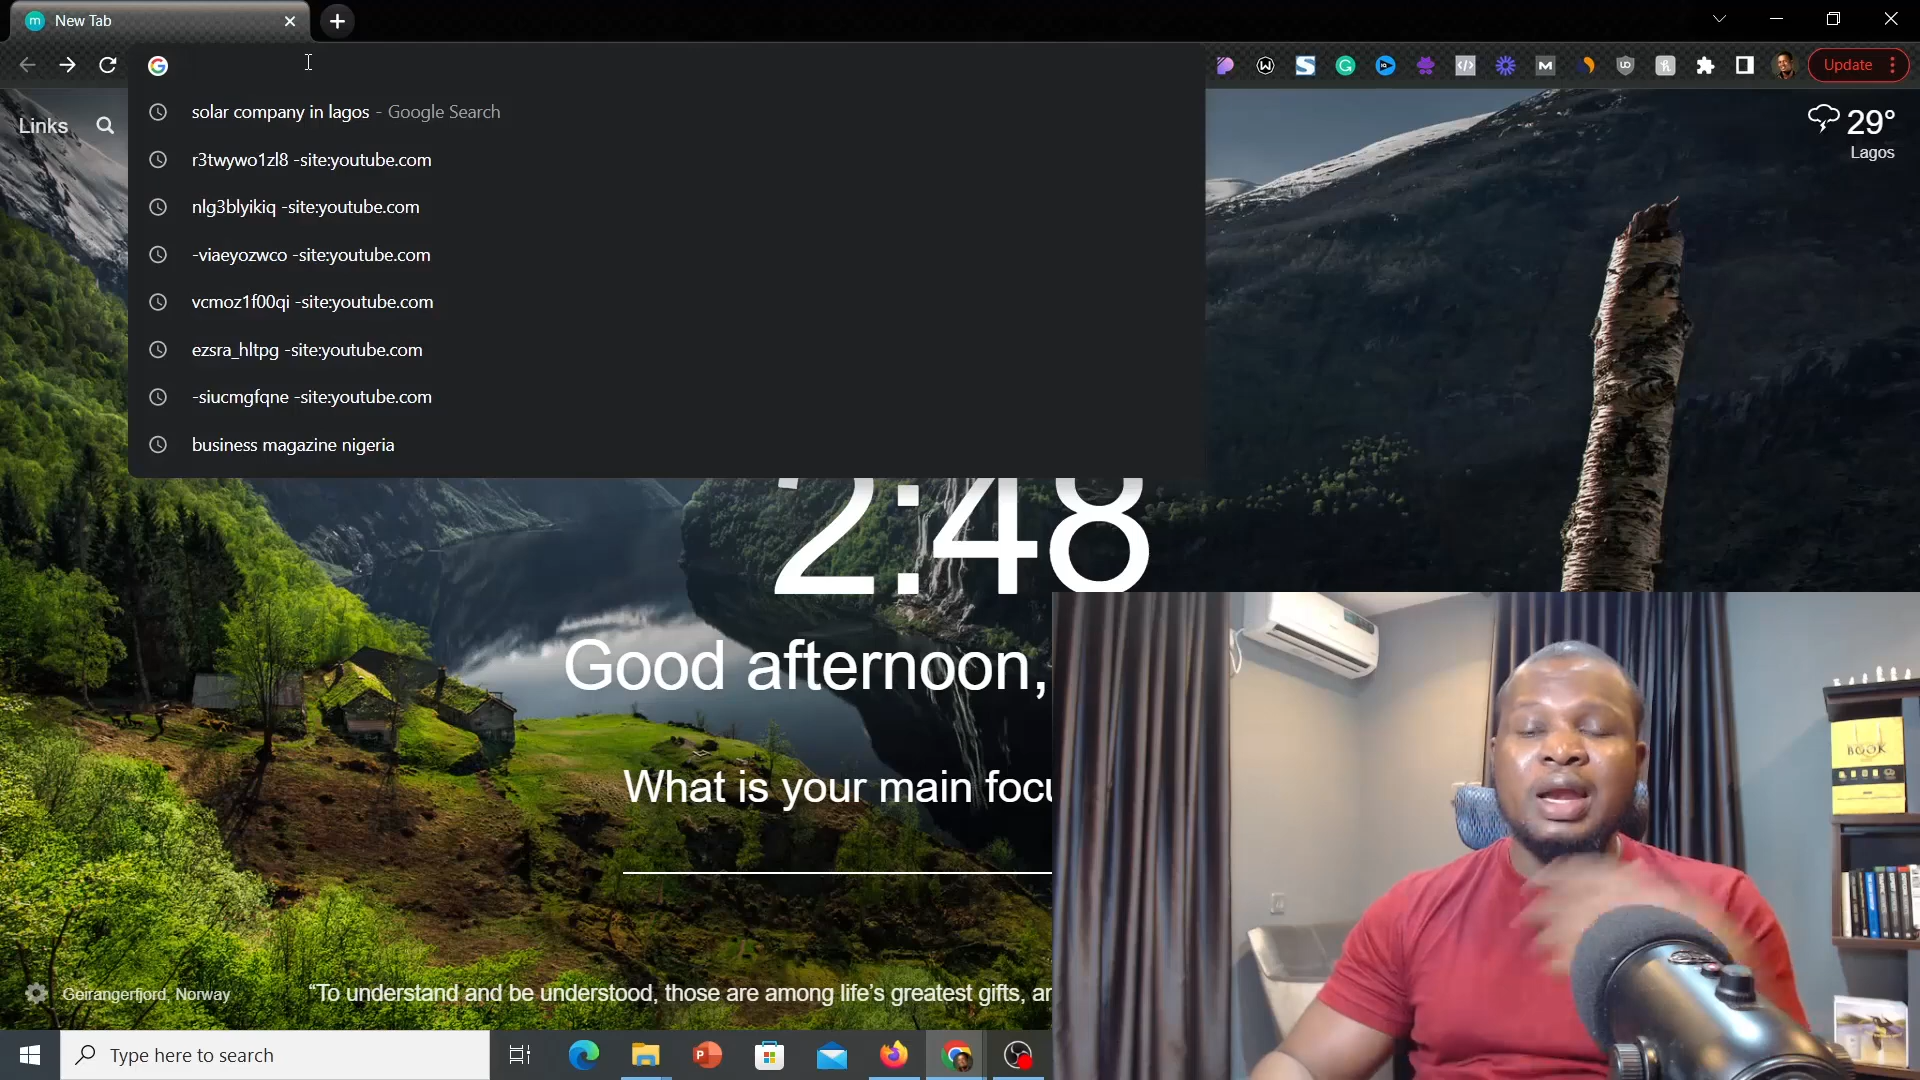 New Tab
Update
Links
29°
Lagos
solar company in lagos - Google Search
r3twywo1zl8 -site:youtube.com
nlg3blyikiq -site:youtube.com
-viaeyozwco -site:youtube.com
vcmoz1f00qi -site:youtube.com
ezsra_hltpg -site:youtube.com
-siucmgfqne -site:youtube.com
business magazine nigeria
2:48
Good afternoon,
What is your main focu
BOOK
Geirangerfjord, Norway
“To understand and be understood, those are among life’s greatest gifts, an
Type here to search